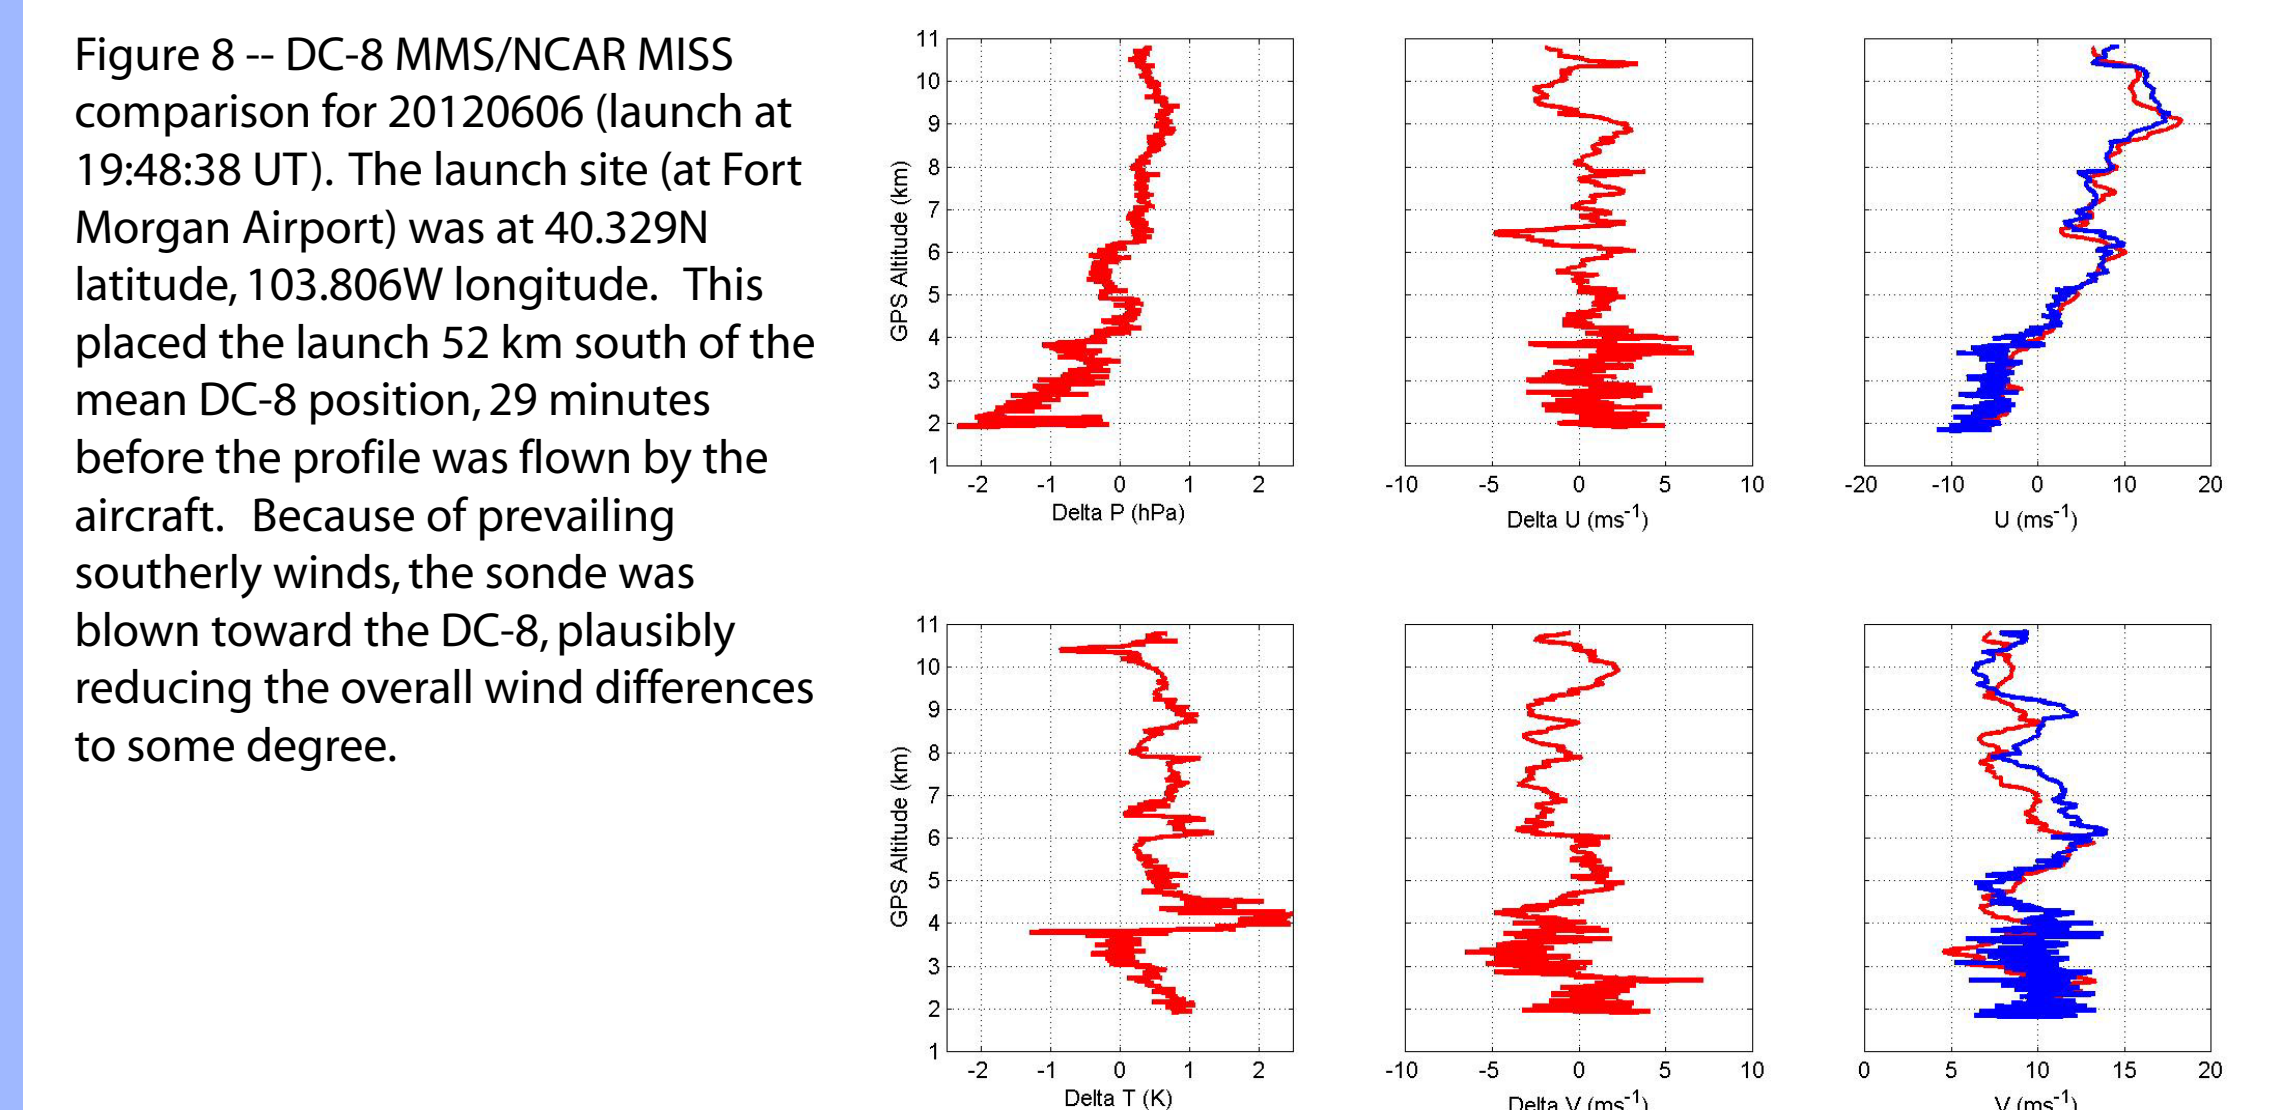 Figure 8 -- DC-8 MMS/NCAR MISS
comparison for 20120606 (launch at
19:48:38 UT). The launch site (at Fort
Morgan Airport) was at 40.329N
latitude, 103.806W longitude. This
placed the launch 52 km south of the
mean DC-8 position, 29 minutes
before the profile was flown by the
aircraft. Because of prevailing
southerly winds, the sonde was
blown toward the DC-8, plausibly
reducing the overall wind differences
to some degree.
11
10
9
8
7
6
5
4
3
2
1
GPS Altitude (km)
-2 -1 0 1 2
Delta P (hPa)
-10 -5 0 5 10
Delta U (ms-1)
-20 -10 0 10 20
U (ms-1)
11
10
9
8
7
6
5
4
3
2
1
GPS Altitude (km)
-2 -1 0 1 2
Delta T (K)
-10 -5 0 5 10
Delta V (ms-1)
0 5 10 15 20
V (ms-1)